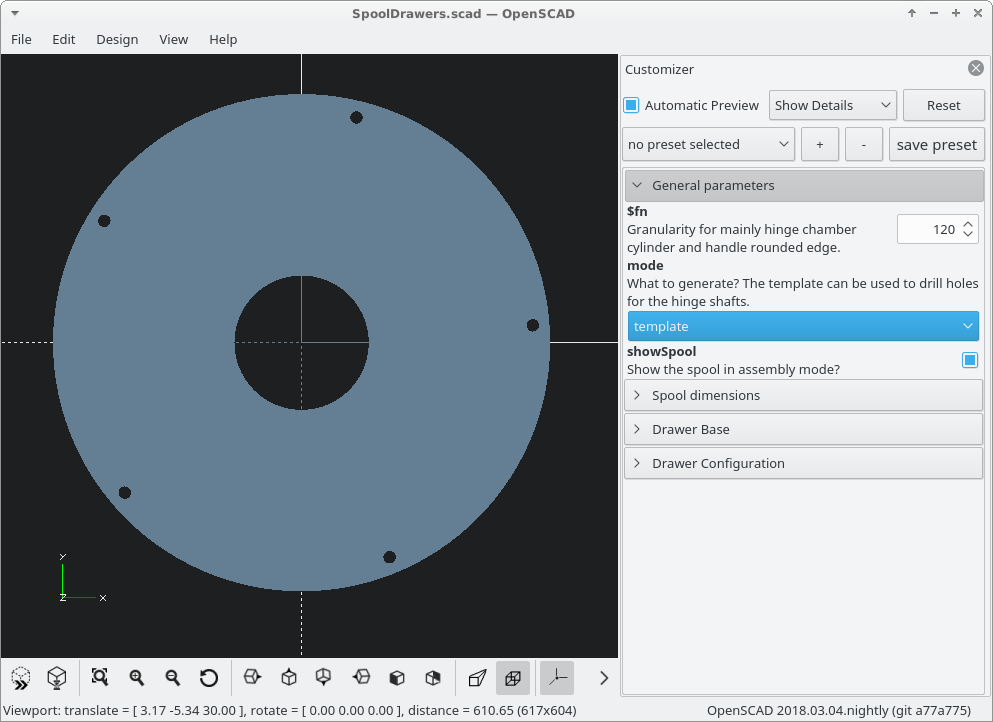 SpoolDrawers.scad — OpenSCAD
File Edit Design View Help
Customizer
Automatic Preview Show Details Reset
no preset selected + - save preset
General parameters
$fn
Granularity for mainly hinge chamber
cylinder and handle rounded edge.
120
mode
What to generate? The template can be used to drill holes
for the hinge shafts.
template
showSpool
Show the spool in assembly mode?
Spool dimensions
Drawer Base
Drawer Configuration
Y
Z X
Viewport: translate = [ 3.17 -5.34 30.00 ], rotate = [ 0.00 0.00 0.00 ], distance = 610.65 (617x604) OpenSCAD 2018.03.04.nightly (git a77a775)